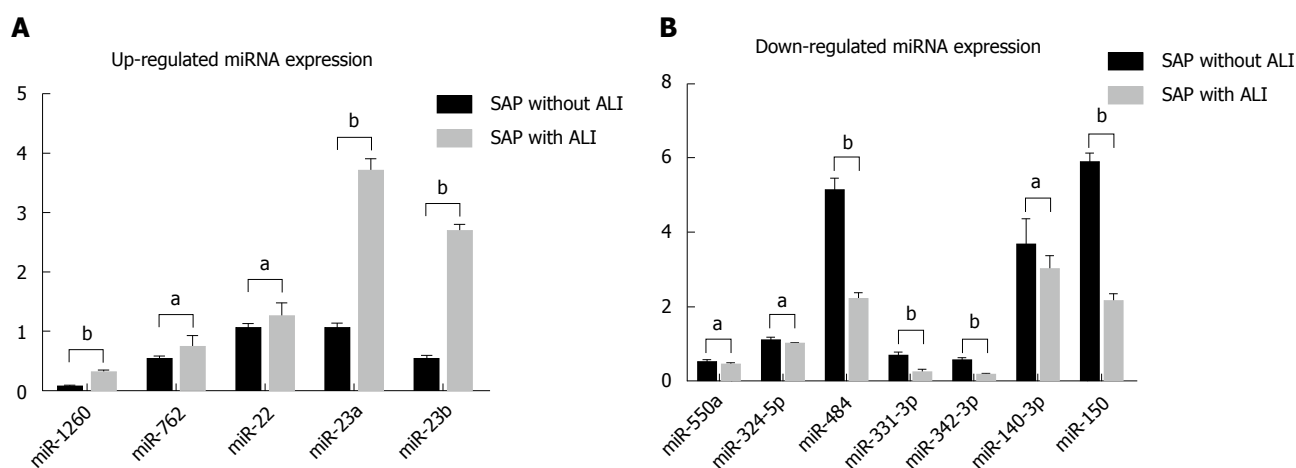 A
Up-regulated miRNA expression
SAP without ALI
SAP with ALI
5
4
3
2
1
0
b
a
a
b
b
miR-1260
miR-762
miR-22
miR-23a
miR-23b
B
Down-regulated miRNA expression
SAP without ALI
SAP with ALI
8
6
4
2
0
a
a
b
b
b
a
b
miR-550a
miR-324-5p
miR-484
miR-331-3p
miR-342-3p
miR-140-3p
miR-150